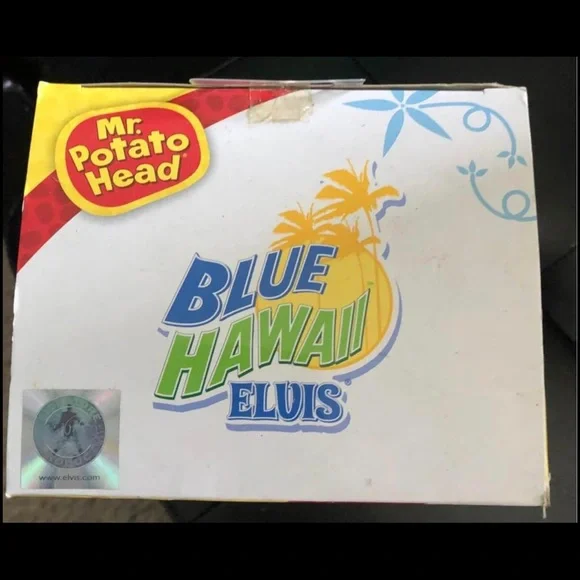 Mr.
Potato
Head
BLUE
HAWAII
ELVIS
www.elvis.com